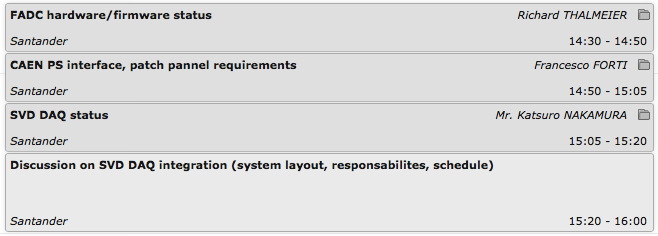 FADC hardware/firmware status Richard THALMEIER
Santander 14:30 - 14:50
CAEN PS interface, patch pannel requirements Francesco FORTI
Santander 14:50 - 15:05
SVD DAQ status Mr. Katsuro NAKAMURA
Santander 15:05 - 15:20
Discussion on SVD DAQ integration (system layout, responsabilites, schedule)
Santander 15:20 - 16:00